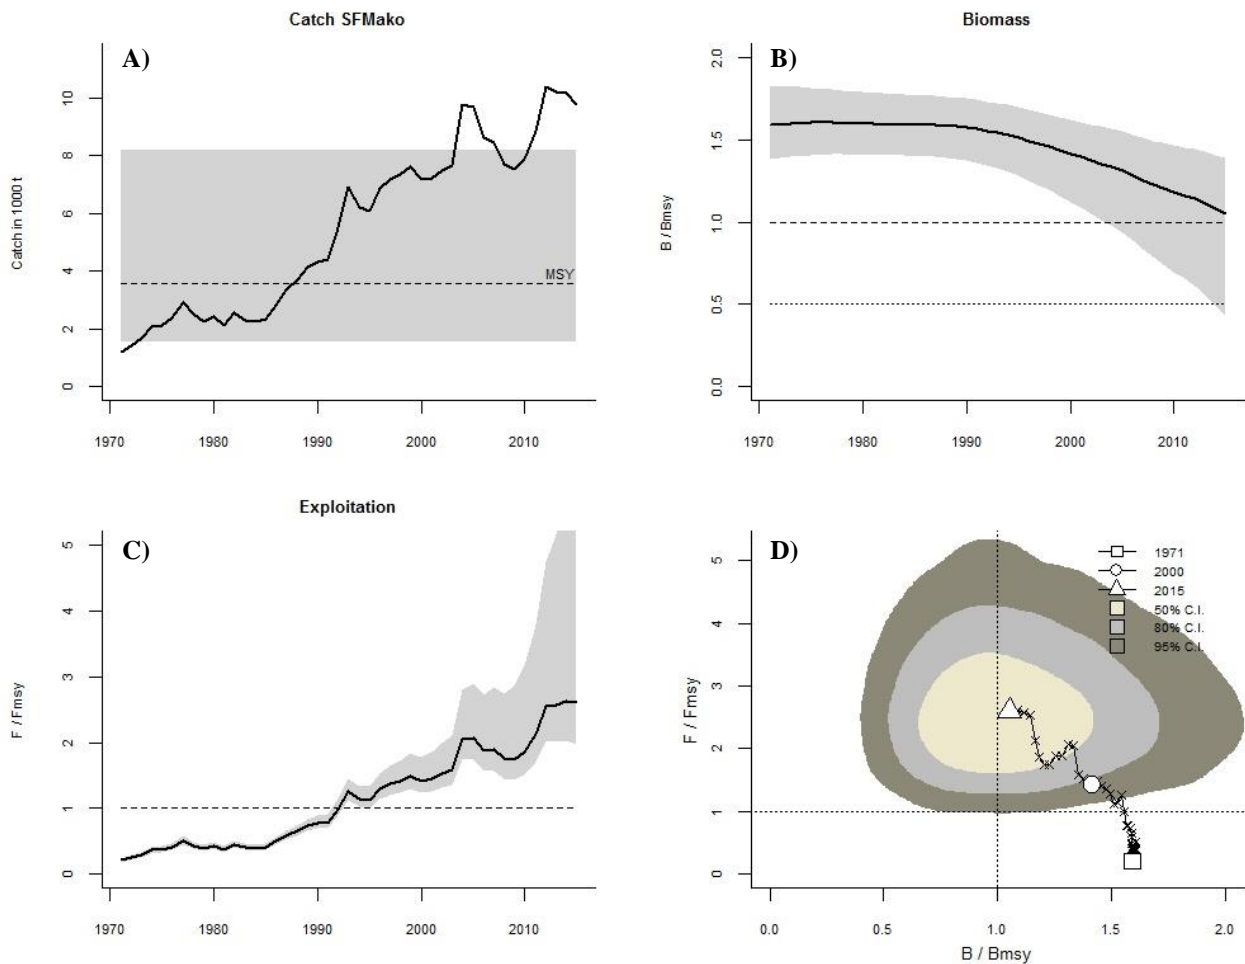 Catch SFMako
A)
Catch in 1000 t
10
8
6
4
2
0
MSY
1970 1980 1990 2000 2010
Biomass
B)
B / Bmsy
2.0
1.5
1.0
0.5
0.0
1970 1980 1990 2000 2010
Exploitation
C)
F / Fmsy
5
4
3
2
1
0
1970 1980 1990 2000 2010
D)
F / Fmsy
5
4
3
2
1
0
1971
2000
2015
50% C.I.
80% C.I.
95% C.I.
0.0 0.5 1.0 1.5 2.0
B / Bmsy